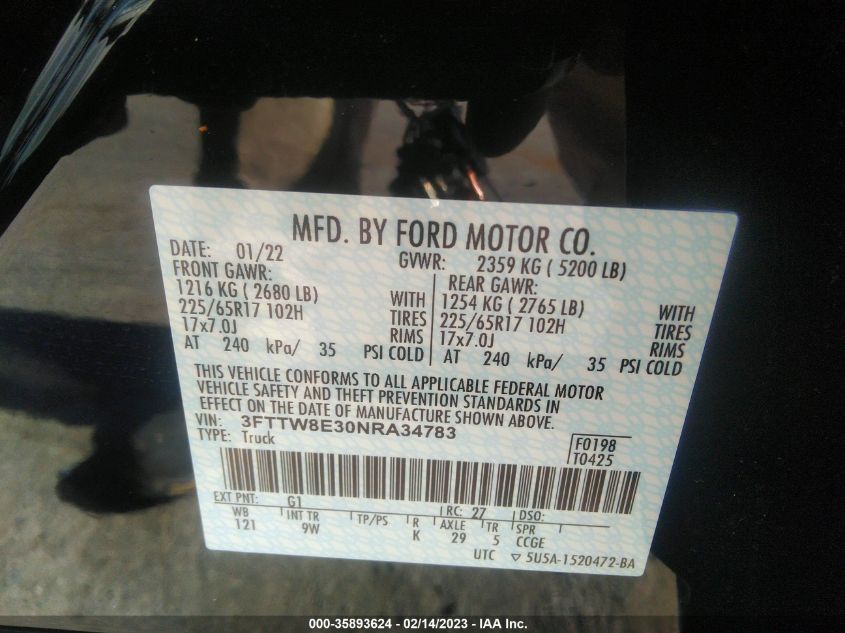 MFD. BY FORD MOTOR CO.
DATE: 01/22
GVWR: 2359 KG ( 5200 LB)
FRONT GAWR:
1216 KG ( 2680 LB)
WITH
225/65R17 102H
TIRES
17x7.0J
RIMS
AT 240 kPa/ 35 PSI COLD
REAR GAWR:
1254 KG ( 2765 LB)
WITH
225/65R17 102H
TIRES
17x7.0J
RIMS
AT 240 kPa/ 35 PSI COLD
THIS VEHICLE CONFORMS TO ALL APPLICABLE FEDERAL MOTOR
VEHICLE SAFETY AND THEFT PREVENTION STANDARDS IN
EFFECT ON THE DATE OF MANUFACTURE SHOWN ABOVE.
VIN: 3FTTW8E30NRA34783
TYPE: Truck
F0198
T0425
EXT PNT: G1
RC: 27
DSO:
WB INT TR TP/PS R AXLE TR SPR
121 9W K 29 5 CCGE
UTC ▽ 5U5A-1520472-BA
000-35893624 - 02/14/2023 - IAA Inc.